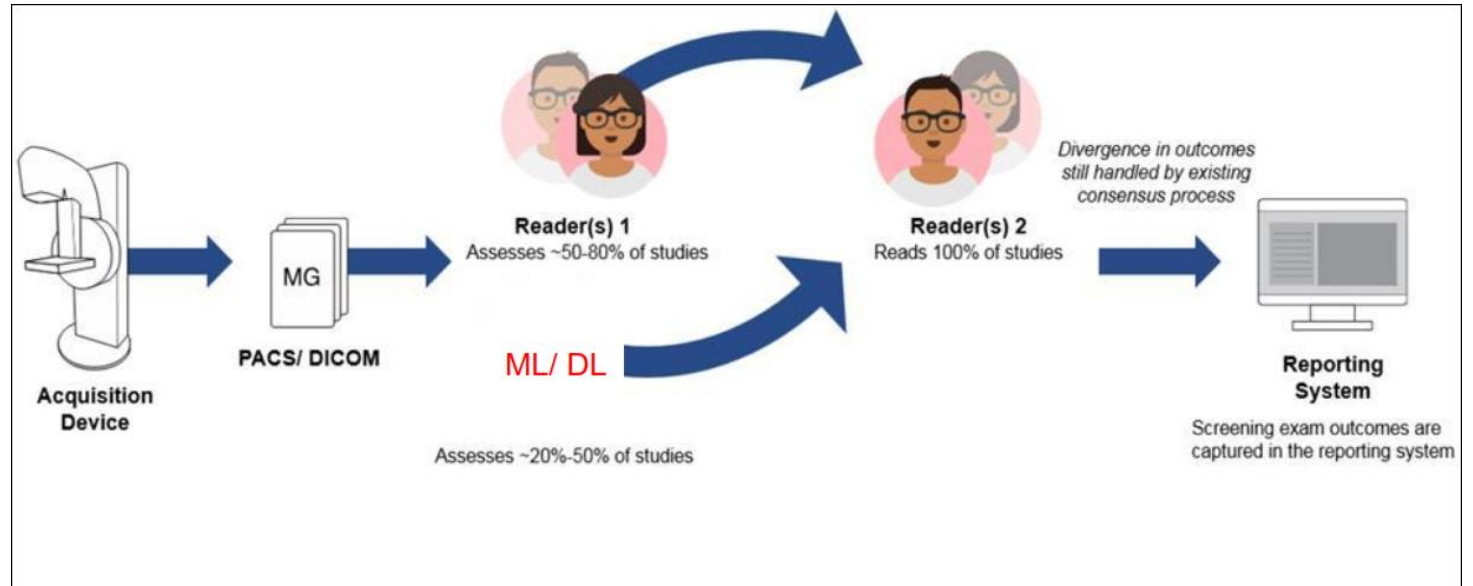 Acquisition
Device
MG
PACS/ DICOM
Reader(s) 1
Assesses ~50-80% of studies
ML/ DL
Assesses ~20%-50% of studies
Reader(s) 2
Reads 100% of studies
Divergence in outcomes
still handled by existing
consensus process
Reporting
System
Screening exam outcomes are
captured in the reporting system